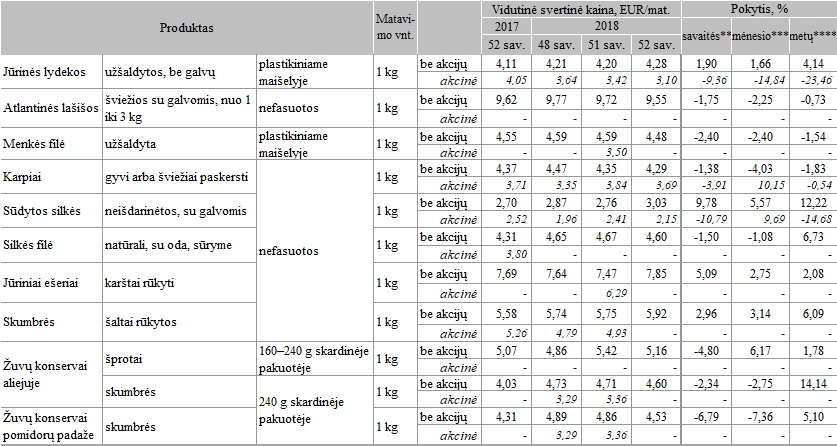 Produktas Matavi- Vidutinė svertinė kaina, EUR/mat. Pokytis, %
mo vnt. 2017 2018 savaitės** mėnesio*** metų****
52 sav. 48 sav. 51 sav. 52 sav.
Jūrinės lydekos užšaldytos, be galvų plastikiniame maišelyje 1 kg be akcijų 4,11 4,21 4,20 4,28 1,90 1,66 4,14
akcinė 4,05 3,64 3,42 3,10 -9,36 -14,84 -23,46
Atlantinės lašišos šviežios su galvomis, nuo 1 iki 3 kg nefasuotos 1 kg be akcijų 9,62 9,77 9,72 9,55 -1,75 -2,25 -0,73
akcinė - - - - - - -
Menkės filė užšaldyta plastikiniame maišelyje 1 kg be akcijų 4,55 4,59 4,59 4,48 -2,40 -2,40 -1,54
akcinė - - 3,50 - - - -
Karpiai gyvi arba šviežiai paskersti nefasuotos 1 kg be akcijų 4,37 4,47 4,35 4,29 -1,38 -4,03 -1,83
akcinė 3,71 3,35 3,84 3,69 -3,91 10,15 -0,54
Sūdytos silkės neišdarinėtos, su galvomis 1 kg be akcijų 2,70 2,87 2,76 3,03 9,78 5,57 12,22
akcinė 2,52 1,96 2,41 2,15 -10,79 9,69 -14,68
Silkės filė natūrali, su oda, sūryme 1 kg be akcijų 4,31 4,65 4,67 4,60 -1,50 -1,08 6,73
akcinė 3,80 - - - - - -
Jūriniai ešeriai karštai rūkyti 1 kg be akcijų 7,69 7,64 7,47 7,85 5,09 2,75 2,08
akcinė - - 6,29 - - - -
Skumbrės šaltai rūkytos 1 kg be akcijų 5,58 5,74 5,75 5,92 2,96 3,14 6,09
akcinė 5,26 4,79 4,93 - - - -
Žuvų konservai aliejuje šprotai 160–240 g skardinėje pakuotėje 1 kg be akcijų 5,07 4,86 5,42 5,16 -4,80 6,17 1,78
akcinė - - - - - - -
skumbrės 240 g skardinėje pakuotėje 1 kg be akcijų 4,03 4,73 4,71 4,60 -2,34 -2,75 14,14
akcinė - 3,29 3,36 - - - -
Žuvų konservai pomidorų padaže skumbrės 1 kg be akcijų 4,31 4,89 4,86 4,53 -6,79 -7,36 5,10
akcinė - 3,29 3,36 - - - -